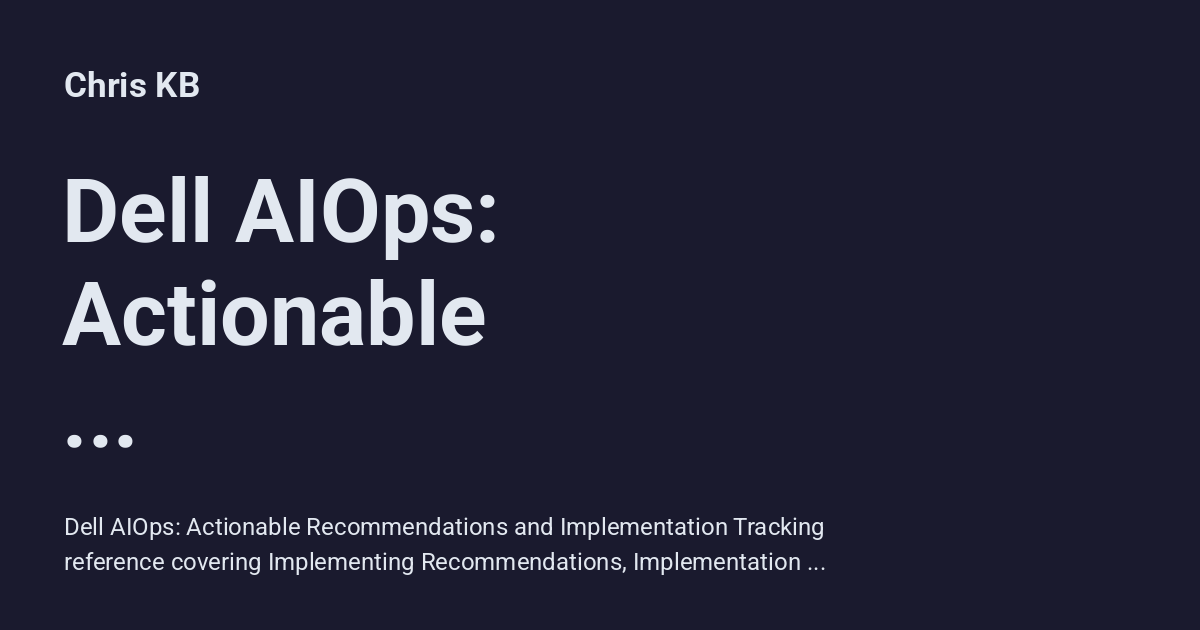 Chris KB
Dell AIOps:
Actionable
...
Dell AIOps: Actionable Recommendations and Implementation Tracking
reference covering Implementing Recommendations, Implementation ...